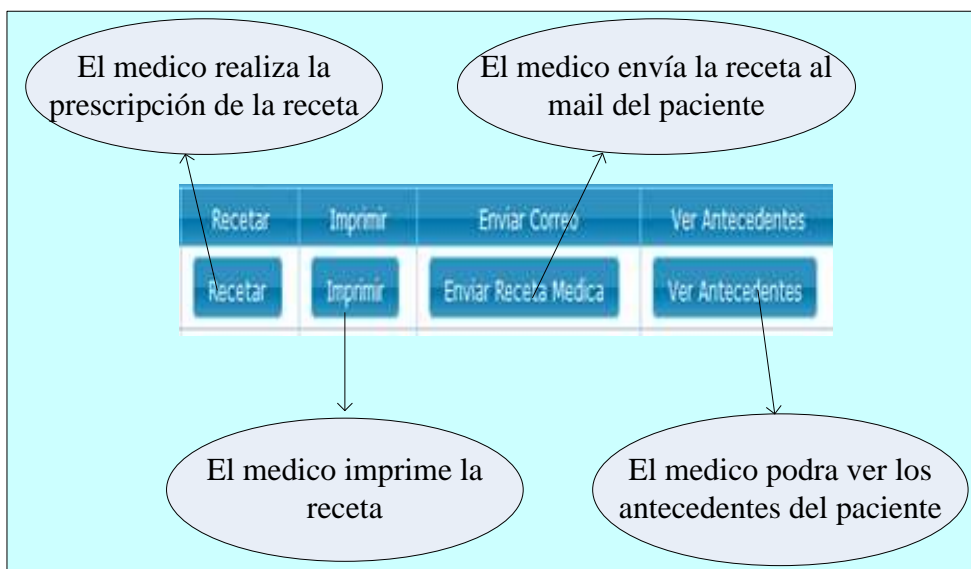 El medico realiza la
prescripción de la receta
El medico envía la receta al
mail del paciente
Recetar Imprimir Enviar Correo Ver Antecedentes
Recetar Imprimir Enviar Receta Medica Ver Antecedentes
El medico imprime la
receta
El medico podra ver los
antecedentes del paciente